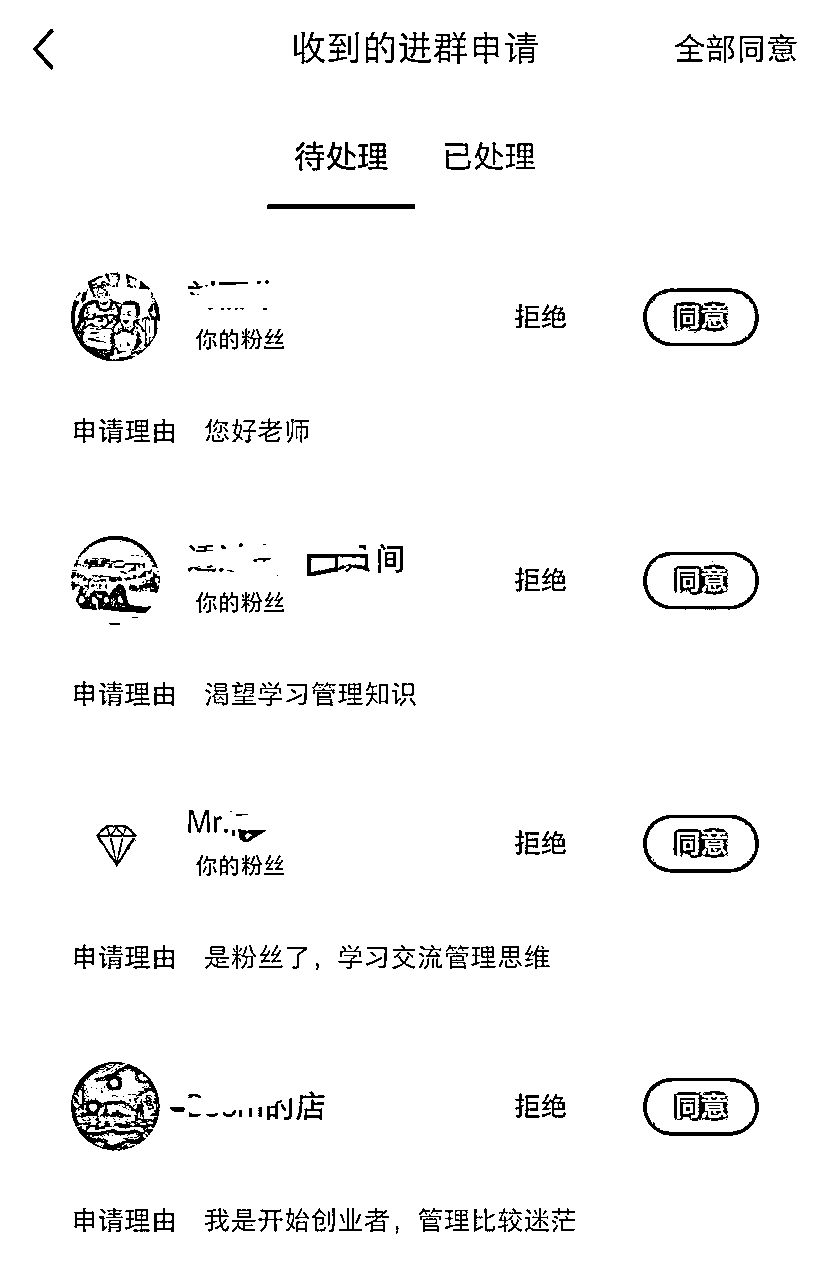 收到的进群申请 全部同意
待处理 已处理
你的粉丝 拒绝 同意
申请理由 您好老师
间
你的粉丝 拒绝 同意
申请理由 渴望学习管理知识
Mr.
你的粉丝 拒绝 同意
申请理由 是粉丝了，学习交流管理思维
的店 拒绝 同意
申请理由 我是开始创业者，管理比较迷茫